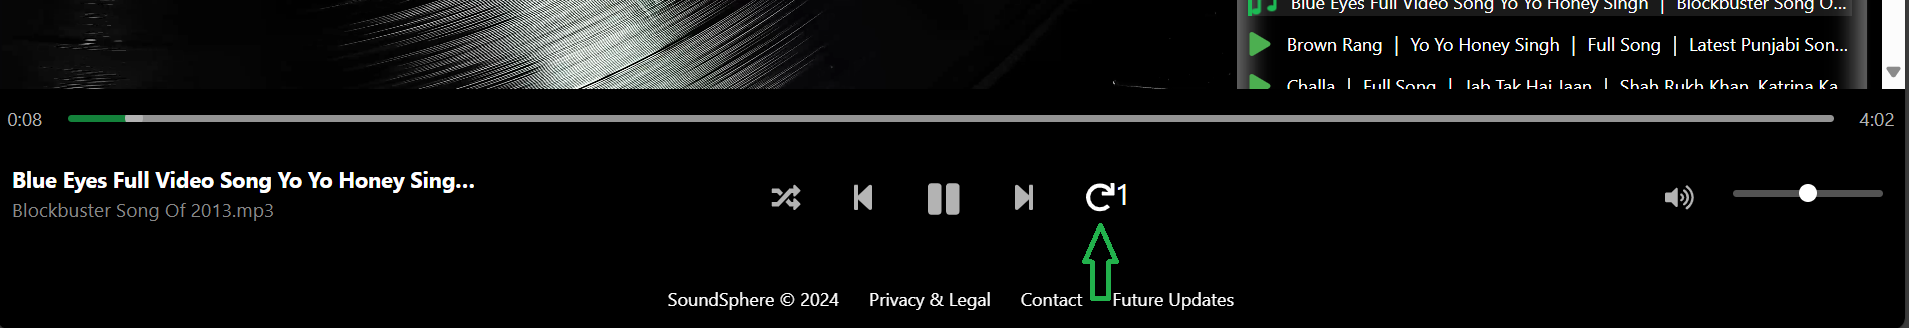 Blue Eyes Full Video Song Yo Yo Honey Singh | Blockbuster Song O...
Brown Rang | Yo Yo Honey Singh | Full Song | Latest Punjabi Son...
Challa | Full Song | Jab Tak Hai Jaan | Shah Rukh Khan, Katrina Ka...
0:08
4:02
Blue Eyes Full Video Song Yo Yo Honey Sing...
Blockbuster Song Of 2013.mp3
1
SoundSphere © 2024 Privacy & Legal Contact Future Updates